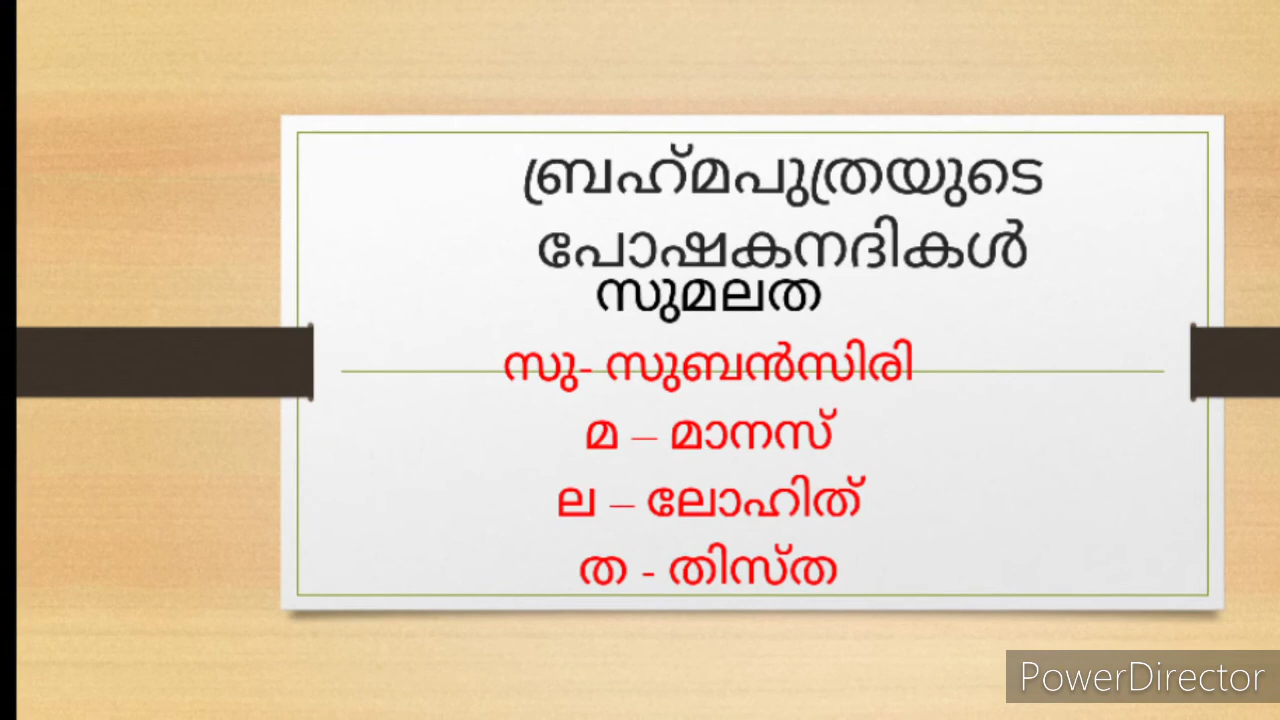 ബ്രഹ്മപുത്രയുടെ
പോഷകനദികൾ
സുമലത
സു- സുബൻസിരി
മ – മാനസ്
ല – ലോഹിത്
ത - തിസ്ത
PowerDirector